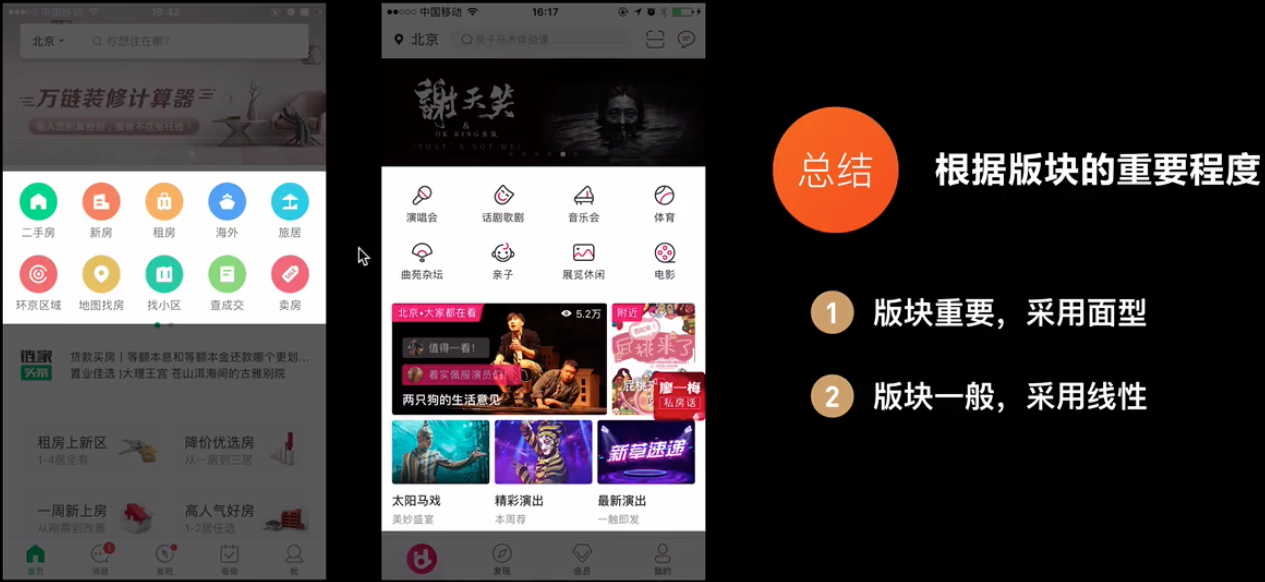 中国移动
19:42
北京
你想住在哪?
万链装修计算器
二手房
新房
租房
海外
旅居
环京区域
地图找房
找小区
查成交
卖房
链家头条
贷款买房丨等额本息和等额本金还款哪个更划...
置业佳选 |大理王宫 苍山洱海间的古雅别院
租房上新区
1-4居全有
降价优选房
从一居到三居
一周新上房
从刚需到改善
高人气好房
1-2居任选
首页
消息
1
发现
看房
我
中国移动
16:17
北京
亲子马术体验课
謝天笑
&
OK KING乐队
(THAT'S NOT ME)
演唱会
话剧歌剧
音乐会
体育
曲苑杂坛
亲子
展览休闲
电影
北京•大家都在看
5.2万
值得一看!
着实佩服演员们
两只狗的生活意见
附近
屁桃来了
屁桃
廖一梅
私房话
新草速递
太阳马戏
美妙盛宴
精彩演出
本周荐
最新演出
一触即发
发现
会员
我的
总结
根据版块的重要程度
1
版块重要，采用面型
2
版块一般，采用线性